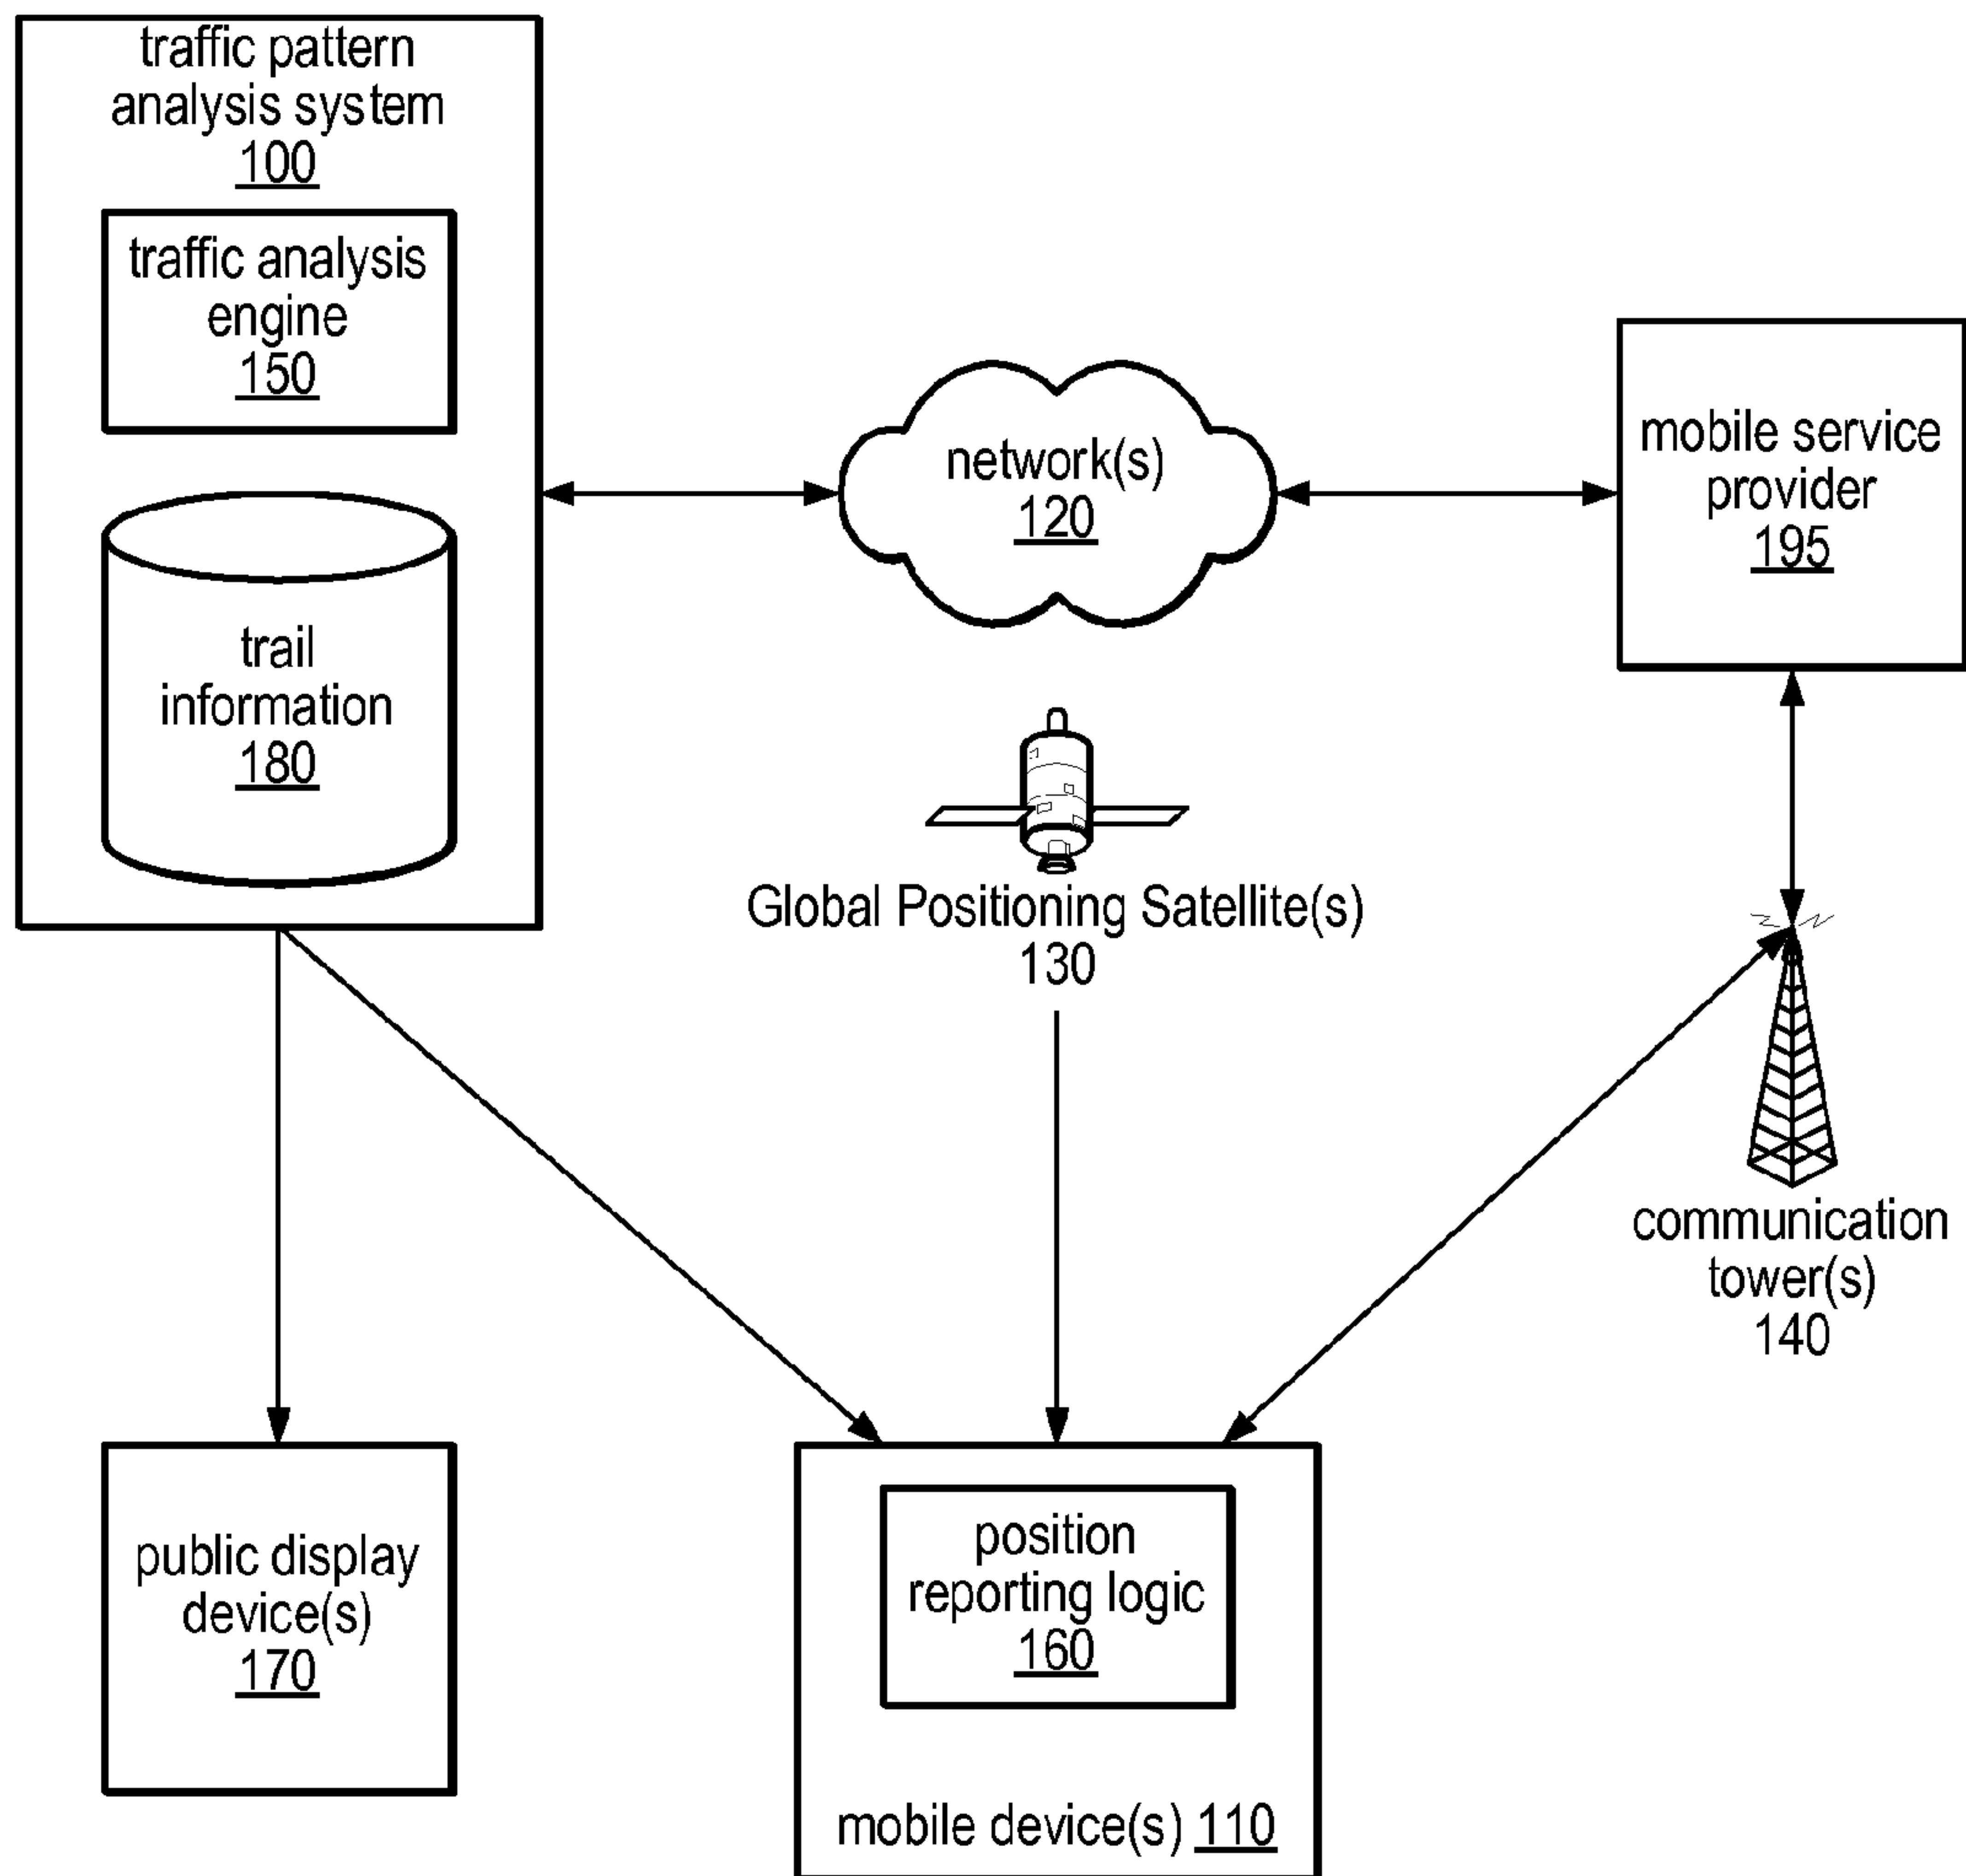 traffic pattern
analysis system
100
traffic analysis
engine
150
trail
information
180
network(s)
120
mobile service
provider
195
Global Positioning Satellite(s)
130
communication
tower(s)
140
public display
device(s)
170
position
reporting logic
160
mobile device(s) 110